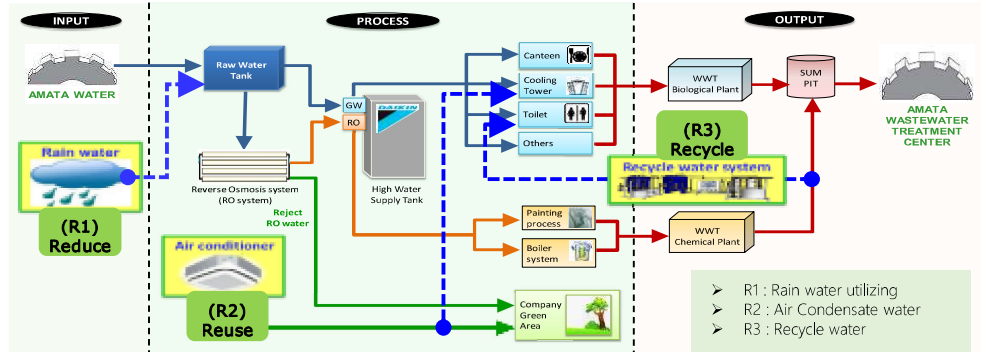 INPUT
PROCESS
OUTPUT
AMATA WATER
Raw Water
Tank
GW
RO
DAIKIN
High Water
Supply Tank
Reverse Osmosis system
(RO system)
Reject
RO water
Rain water
(R1)
Reduce
Air conditioner
(R2)
Reuse
Canteen
Cooling
Tower
Toilet
Others
Painting
process
Boiler
system
Company
Green
Area
WWT
Biological Plant
SUM
PIT
AMATA
WASTEWATER
TREATMENT
CENTER
(R3)
Recycle
Recycle water system
WWT
Chemical Plant
➢ R1 : Rain water utilizing
➢ R2 : Air Condensate water
➢ R3 : Recycle water